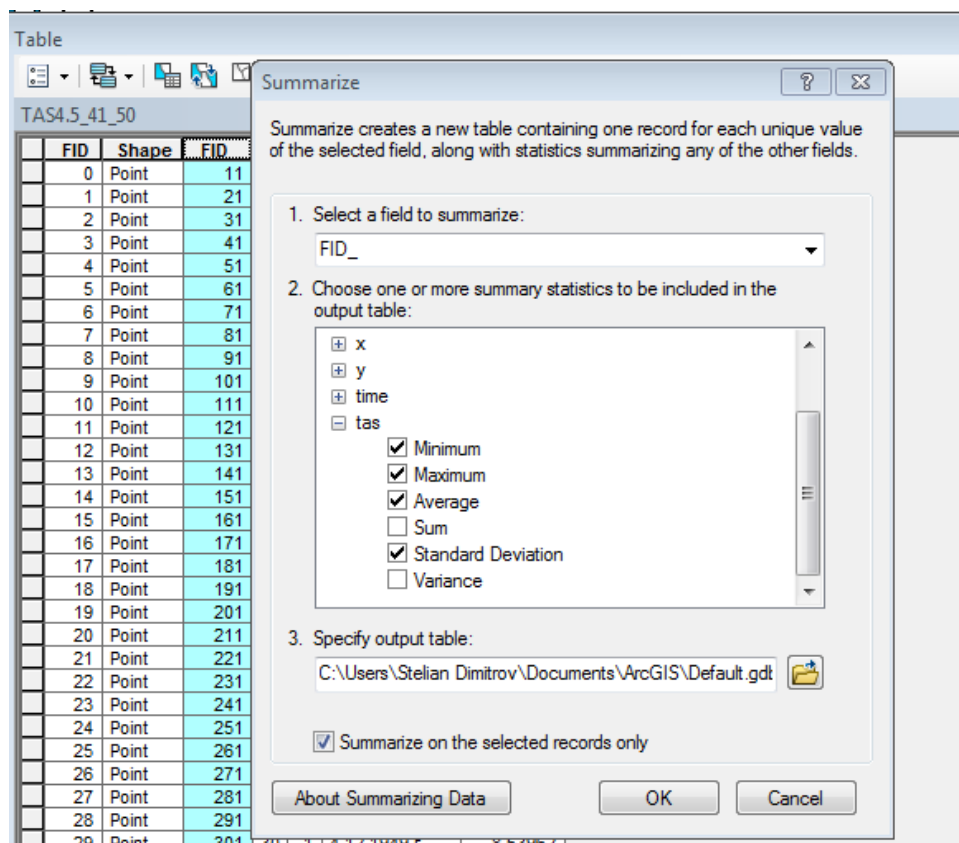 Table
TAS4.5_41_50
FID Shape FID
0 Point 11
1 Point 21
2 Point 31
3 Point 41
4 Point 51
5 Point 61
6 Point 71
7 Point 81
8 Point 91
9 Point 101
10 Point 111
11 Point 121
12 Point 131
13 Point 141
14 Point 151
15 Point 161
16 Point 171
17 Point 181
18 Point 191
19 Point 201
20 Point 211
21 Point 221
22 Point 231
23 Point 241
24 Point 251
25 Point 261
26 Point 271
27 Point 281
28 Point 291
29 Point 301
Summarize
Summarize creates a new table containing one record for each unique value
of the selected field, along with statistics summarizing any of the other fields.
1. Select a field to summarize:
FID_
2. Choose one or more summary statistics to be included in the
output table:
x
y
time
tas
Minimum
Maximum
Average
Sum
Standard Deviation
Variance
3. Specify output table:
C:\Users\Stelian Dimitrov\Documents\ArcGIS\Default.gdb
Summarize on the selected records only
About Summarizing Data
OK
Cancel